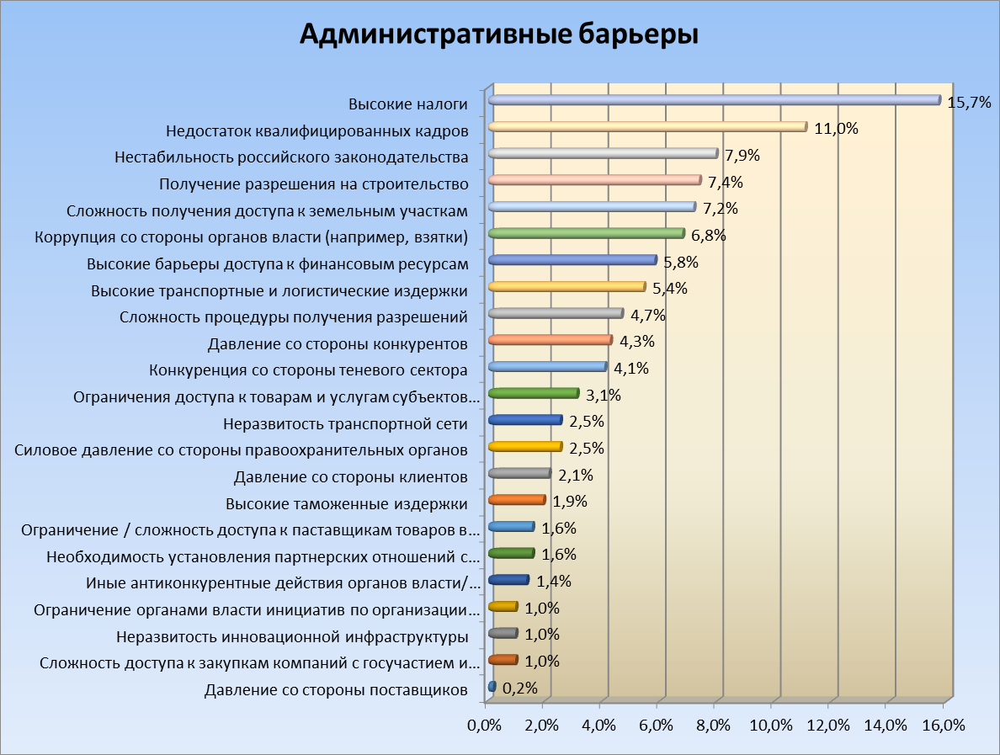 Административные барьеры
Высокие налоги 15,7%
Недостаток квалифицированных кадров 11,0%
Нестабильность российского законодательства 7,9%
Получение разрешения на строительство 7,4%
Сложность получения доступа к земельным участкам 7,2%
Коррупция со стороны органов власти (например, взятки) 6,8%
Высокие барьеры доступа к финансовым ресурсам 5,8%
Высокие транспортные и логистические издержки 5,4%
Сложность процедуры получения разрешений 4,7%
Давление со стороны конкурентов 4,3%
Конкуренция со стороны теневого сектора 4,1%
Ограничения доступа к товарам и услугам субъектов... 3,1%
Неразвитость транспортной сети 2,5%
Силовое давление со стороны правоохранительных органов 2,5%
Давление со стороны клиентов 2,1%
Высокие таможенные издержки 1,9%
Ограничение / сложность доступа к паставщикам товаров в... 1,6%
Необходимость установления партнерских отношений с... 1,6%
Иные антиконкурентные действия органов власти/... 1,4%
Ограничение органами власти инициатив по организации... 1,0%
Неразвитость инновационной инфраструктуры 1,0%
Сложность доступа к закупкам компаний с госучастием и... 1,0%
Давление со стороны поставщиков 0,2%
0,0% 2,0% 4,0% 6,0% 8,0% 10,0% 12,0% 14,0% 16,0%